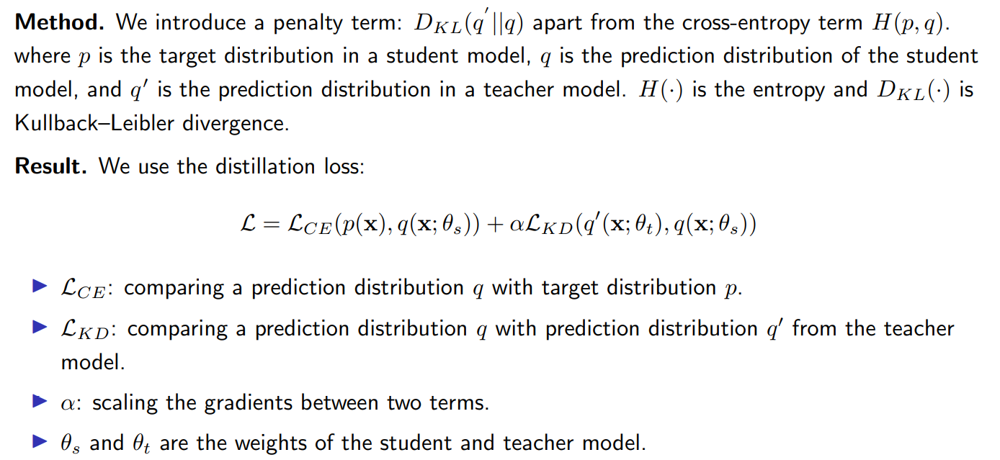 Method. We introduce a penalty term: $D_{KL}(q^{'}||q)$ apart from the cross-entropy term $H(p, q)$.
where $p$ is the target distribution in a student model, $q$ is the prediction distribution of the student
model, and $q'$ is the prediction distribution in a teacher model. $H(\cdot)$ is the entropy and $D_{KL}(\cdot)$ is
Kullback–Leibler divergence.
Result. We use the distillation loss:
$\mathcal{L} = \mathcal{L}_{CE}(p(\mathbf{x}), q(\mathbf{x}; \theta_s)) + \alpha\mathcal{L}_{KD}(q'(\mathbf{x}; \theta_t), q(\mathbf{x}; \theta_s))$
▶ $\mathcal{L}_{CE}$: comparing a prediction distribution $q$ with target distribution $p$.
▶ $\mathcal{L}_{KD}$: comparing a prediction distribution $q$ with prediction distribution $q'$ from the teacher
model.
▶ $\alpha$: scaling the gradients between two terms.
▶ $\theta_s$ and $\theta_t$ are the weights of the student and teacher model.